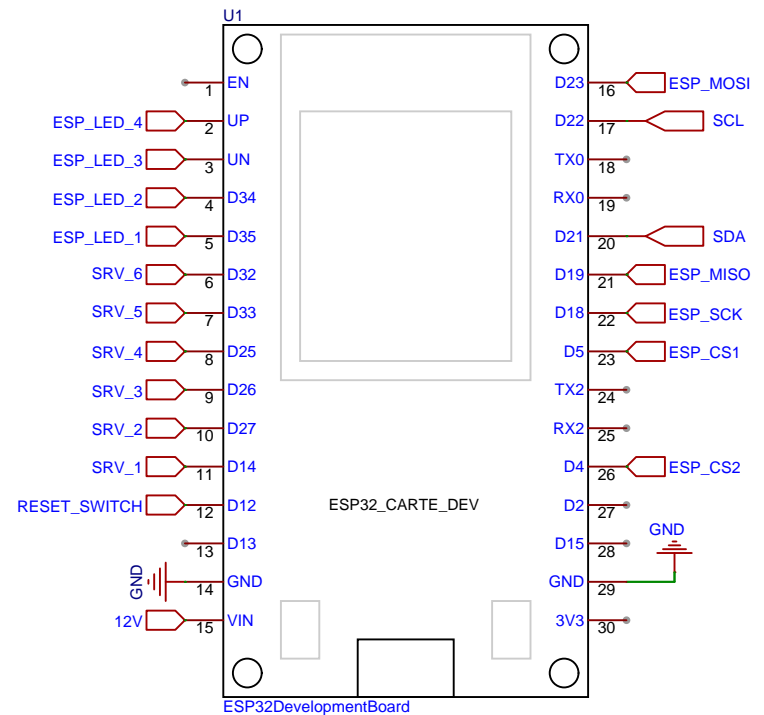 U1
EN
1
ESP_LED_4
UP
2
ESP_LED_3
UN
3
ESP_LED_2
D34
4
ESP_LED_1
D35
5
SRV_6
D32
6
SRV_5
D33
7
SRV_4
D25
8
SRV_3
D26
9
SRV_2
D27
10
SRV_1
D14
11
RESET_SWITCH
D12
12
D13
13
GND
GND
14
12V
VIN
15
ESP32_CARTE_DEV
D23
16
ESP_MOSI
D22
17
SCL
TX0
18
RX0
19
D21
20
SDA
D19
21
ESP_MISO
D18
22
ESP_SCK
D5
23
ESP_CS1
TX2
24
RX2
25
D4
26
ESP_CS2
D2
27
D15
28
GND
GND
29
3V3
30
ESP32DevelopmentBoard